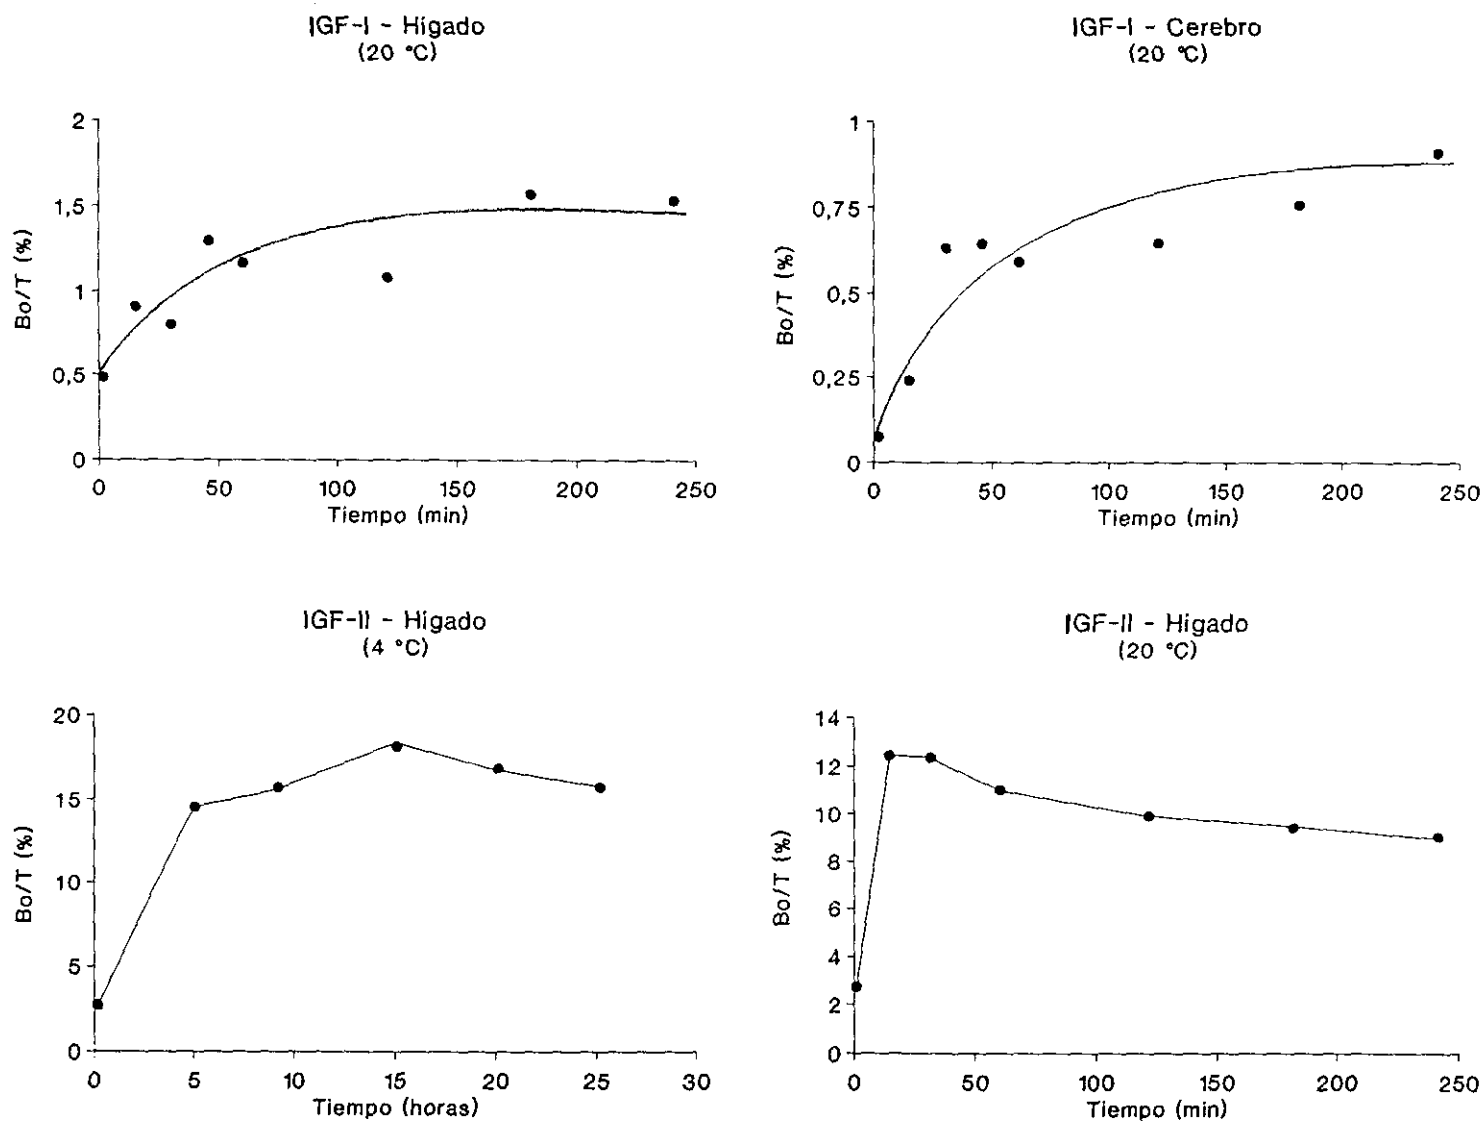 IGF-I - Hígado
(20 °C)
Bo/T (%)
2
1,5
1
0,5
0
0 50 100 150 200 250
Tiempo (min)
IGF-I - Cerebro
(20 °C)
Bo/T (%)
1
0,75
0,5
0,25
0
0 50 100 150 200 250
Tiempo (min)
IGF-II - Hígado
(4 °C)
Bo/T (%)
20
15
10
5
0
0 5 10 15 20 25 30
Tiempo (horas)
IGF-II - Hígado
(20 °C)
Bo/T (%)
14
12
10
8
6
4
2
0
0 50 100 150 200 250
Tiempo (min)